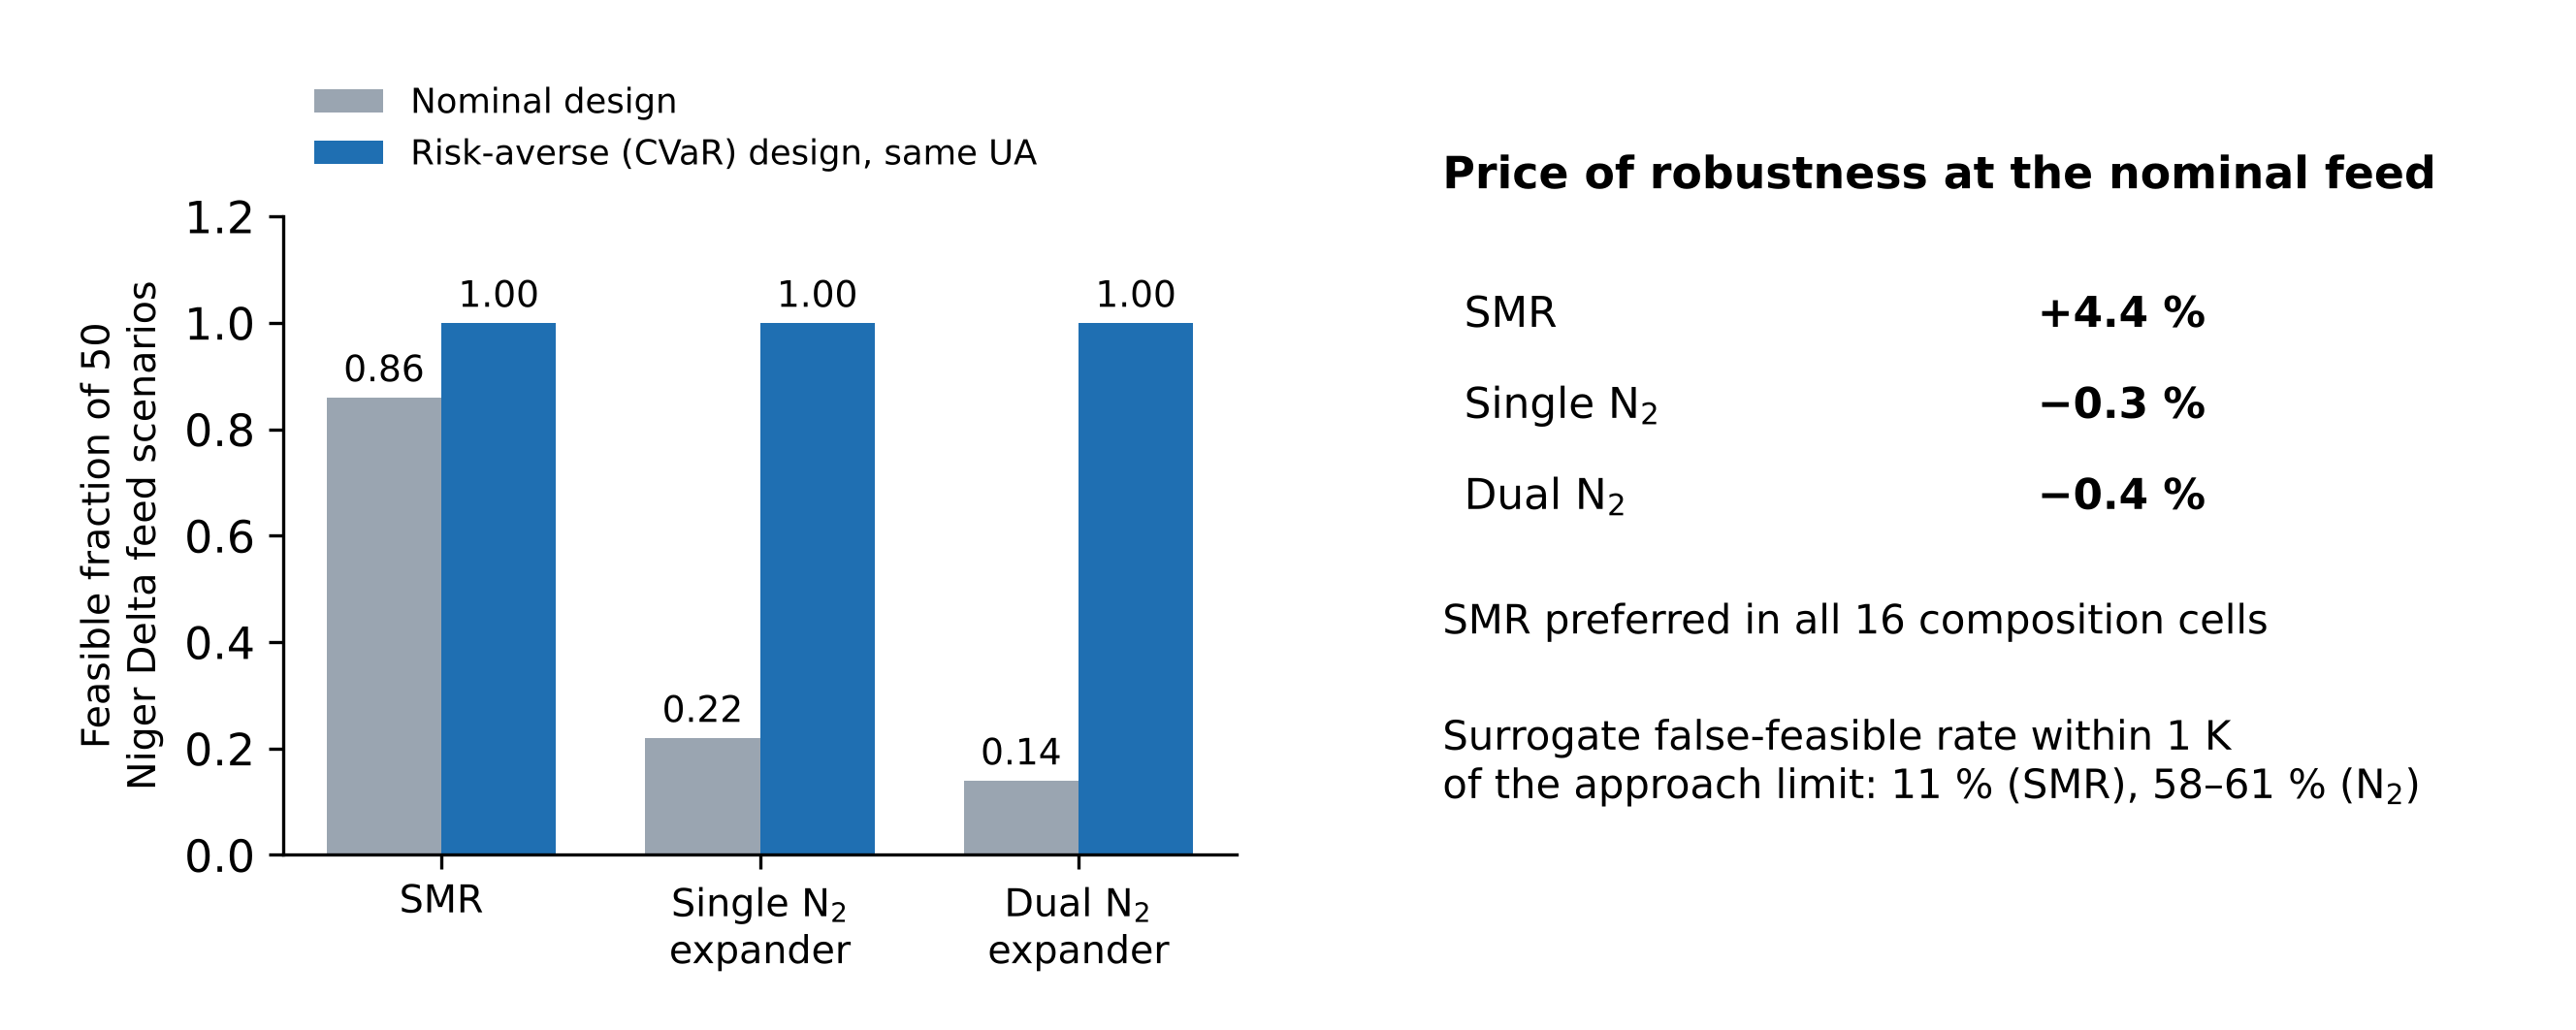 Nominal design
Risk-averse (CVaR) design, same UA
Feasible fraction of 50
Niger Delta feed scenarios
1.2
1.0
0.8
0.6
0.4
0.2
0.0
0.86
1.00
0.22
1.00
0.14
1.00
SMR
Single N₂
expander
Dual N₂
expander
Price of robustness at the nominal feed
SMR +4.4 %
Single N₂ −0.3 %
Dual N₂ −0.4 %
SMR preferred in all 16 composition cells
Surrogate false-feasible rate within 1 K
of the approach limit: 11 % (SMR), 58–61 % (N₂)